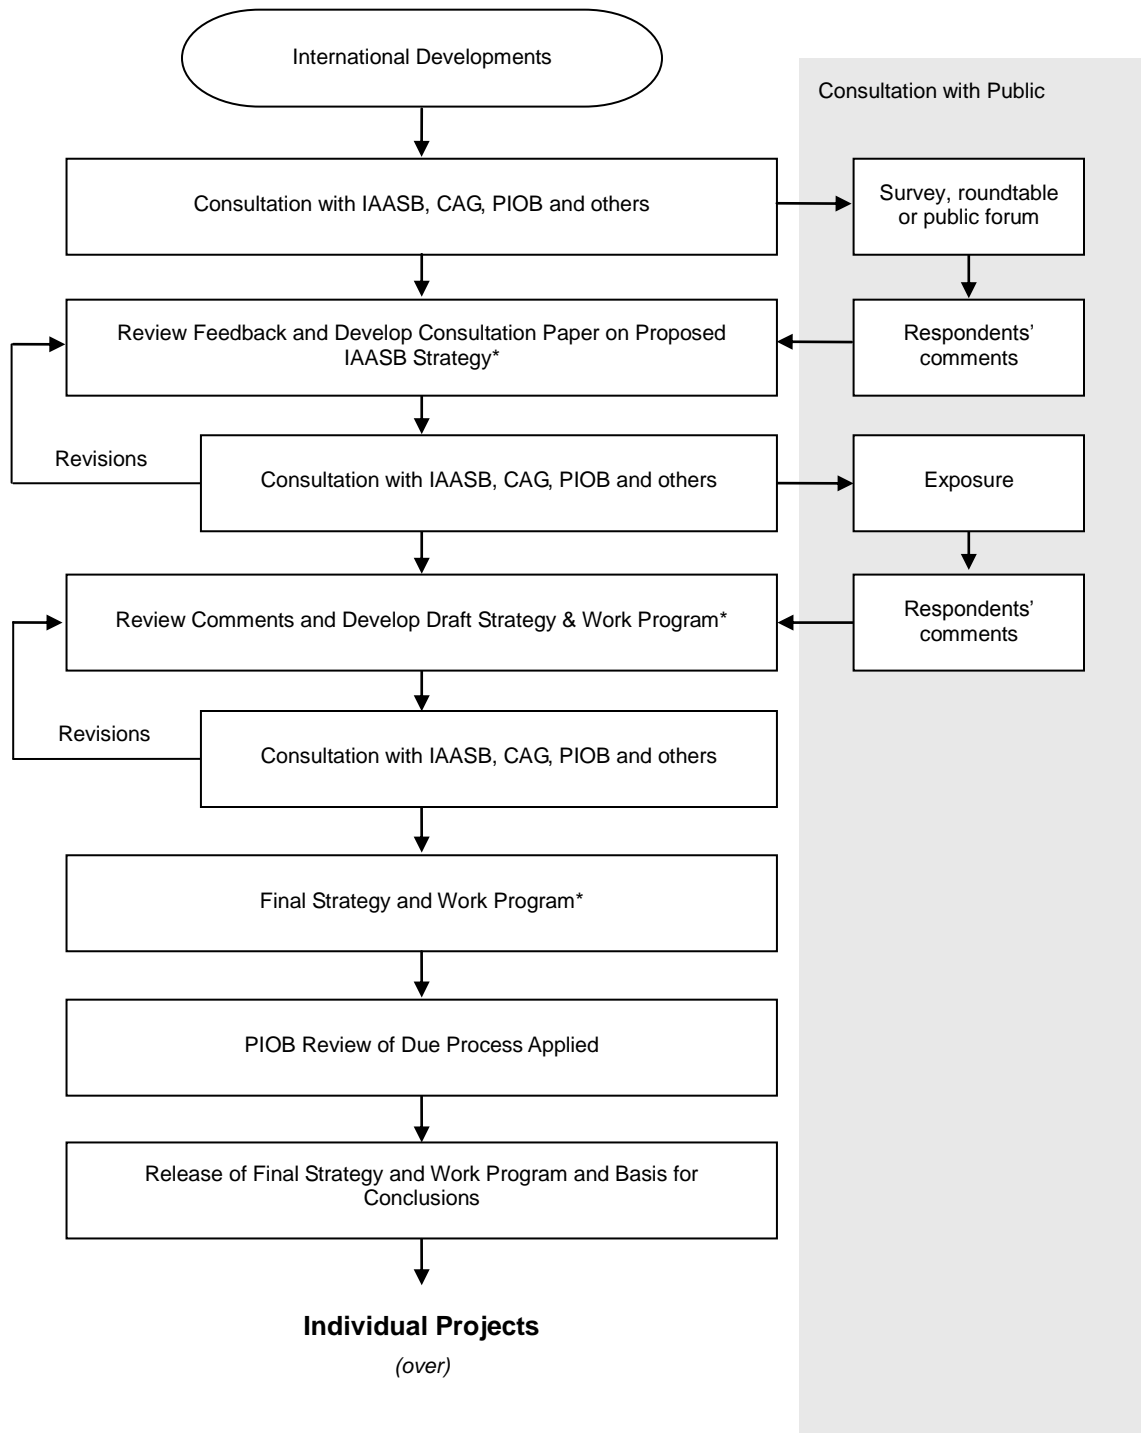 International Developments
Consultation with Public
Consultation with IAASB, CAG, PIOB and others
Survey, roundtable
or public forum
Review Feedback and Develop Consultation Paper on Proposed
IAASB Strategy*
Respondents’
comments
Revisions
Consultation with IAASB, CAG, PIOB and others
Exposure
Review Comments and Develop Draft Strategy & Work Program*
Respondents’
comments
Revisions
Consultation with IAASB, CAG, PIOB and others
Final Strategy and Work Program*
PIOB Review of Due Process Applied
Release of Final Strategy and Work Program and Basis for
Conclusions
Individual Projects
(over)